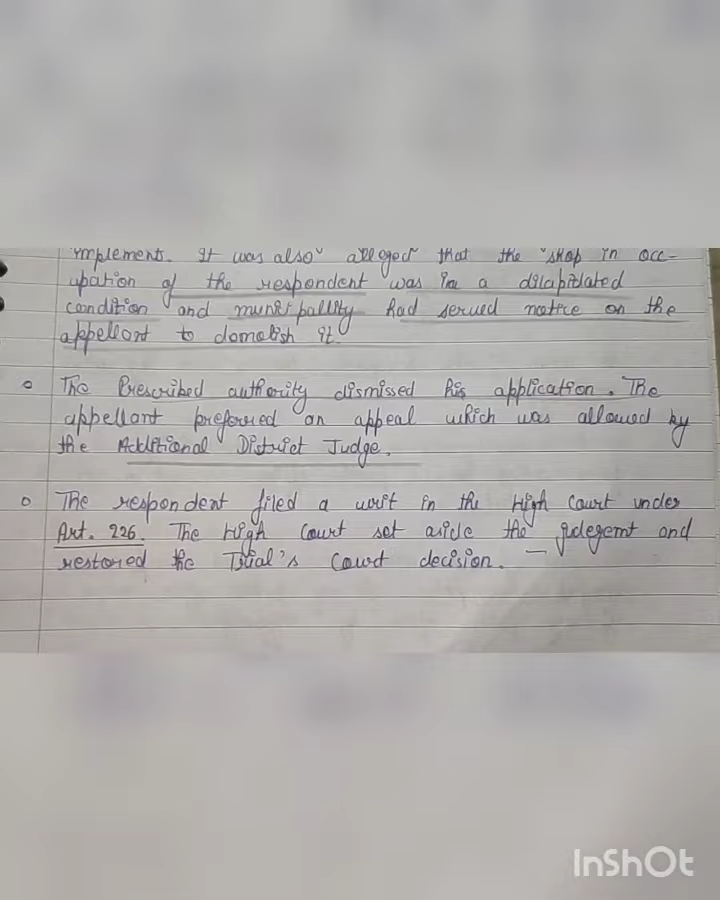 implement. It was also alleged that the shop in occ-
upation of the respondent was in a dilapidated
condition and municipality had served notice on the
appellant to domolish it.
The Prescribed authority dismissed his application. The
appellant preferred an appeal which was allowed by
the Additional District Judge.
The respondent filed a writ in the High Court under
Art. 226. The High Court set aside the judegemt and
restored the Trial's Court decision. —
InShOt